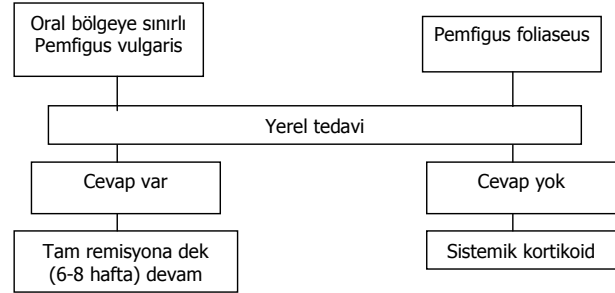 Oral bölgeye sınırlı
Pemfigus vulgaris
Pemfigus foliaseus
Yerel tedavi
Cevap var
Cevap yok
Tam remisyona dek
(6-8 hafta) devam
Sistemik kortikoid